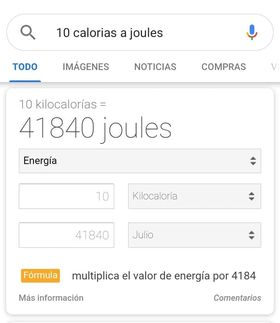 10 calorias a joules
TODO IMÁGENES NOTICIAS COMPRAS
10 kilocalorías =
41840 joules
Energía
10 Kilocaloría
41840 Julio
Fórmula multiplica el valor de energía por 4184
Más información Comentarios